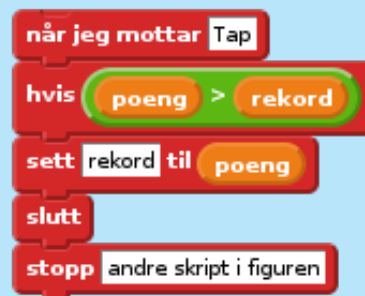 når jeg mottar Tap
hvis poeng > rekord
sett rekord til poeng
slutt
stopp andre skript i figuren